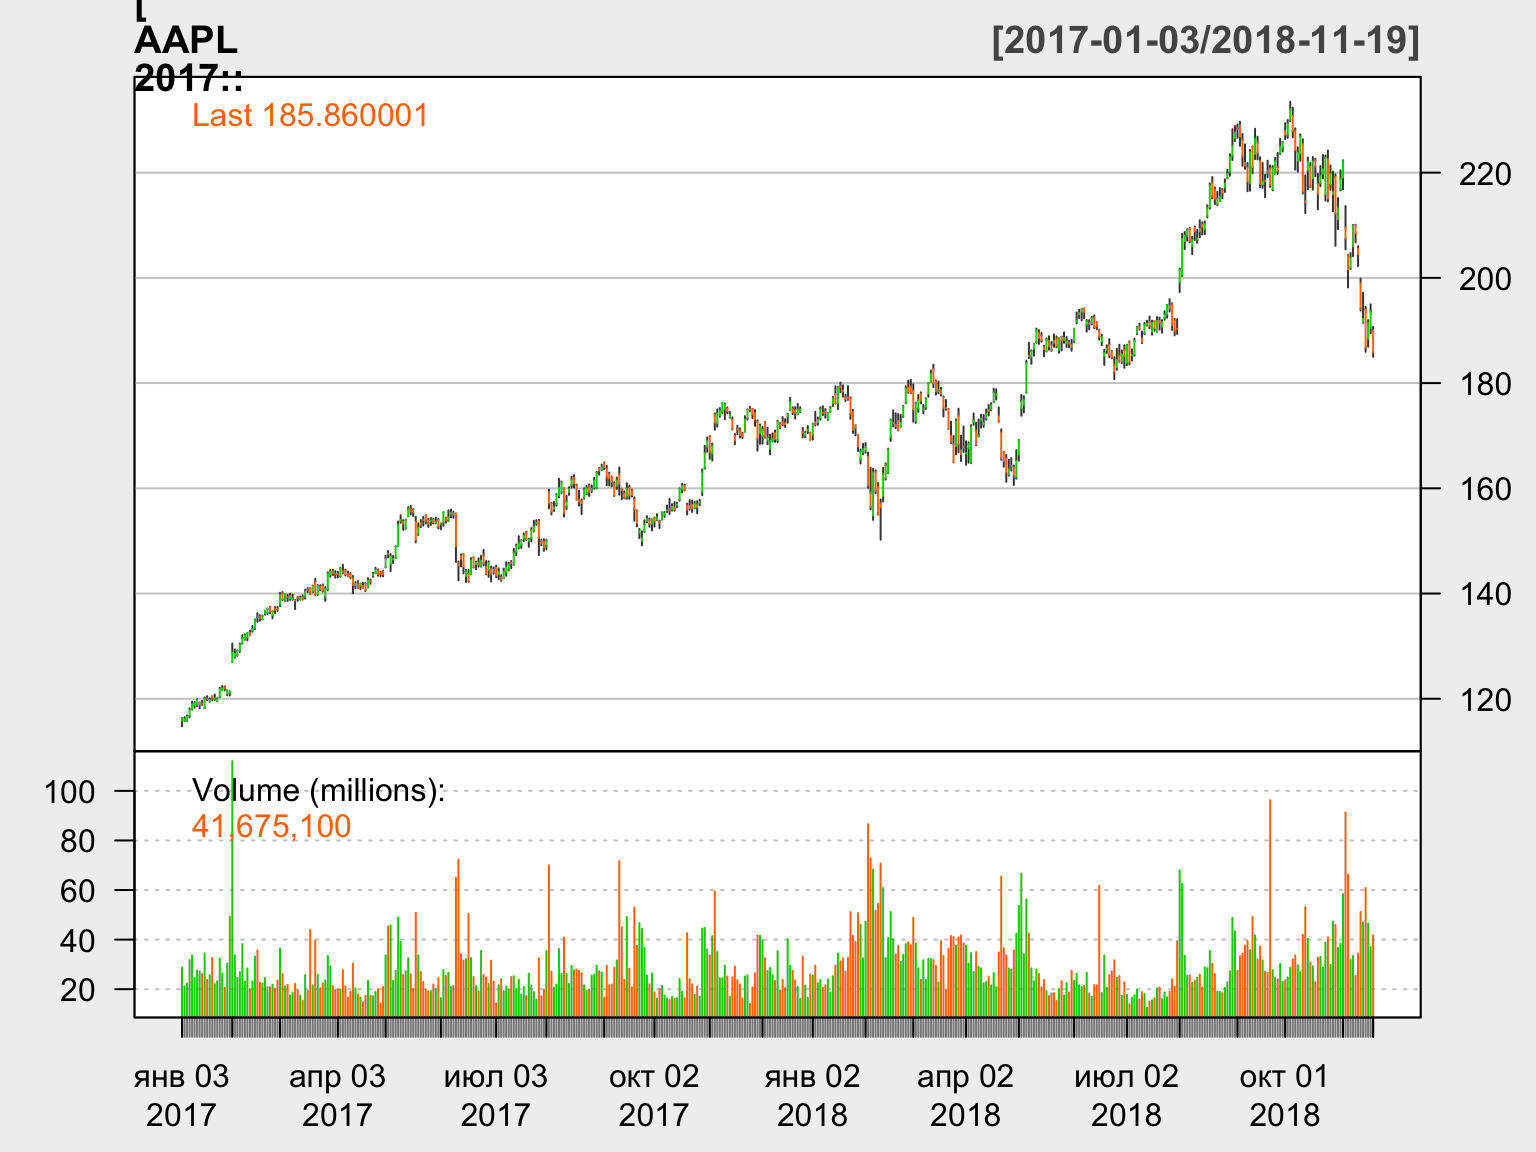 [
AAPL
2017::
[2017-01-03/2018-11-19]
Last 185.860001
220
200
180
160
140
120
Volume (millions):
41,675,100
100
80
60
40
20
янв 03 2017
апр 03 2017
июл 03 2017
окт 02 2017
янв 02 2018
апр 02 2018
июл 02 2018
окт 01 2018